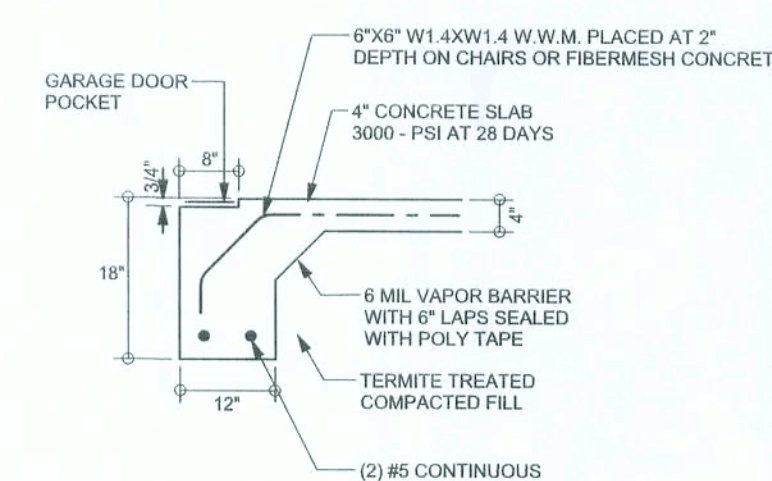 6"X6" W1.4XW1.4 W.W.M. PLACED AT 2"
DEPTH ON CHAIRS OR FIBERMESH CONCRET
GARAGE DOOR
POCKET
4" CONCRETE SLAB
3000 - PSI AT 28 DAYS
8"
3/4"
4"
18"
6 MIL VAPOR BARRIER
WITH 6" LAPS SEALED
WITH POLY TAPE
TERMITE TREATED
COMPACTED FILL
12"
(2) #5 CONTINUOUS